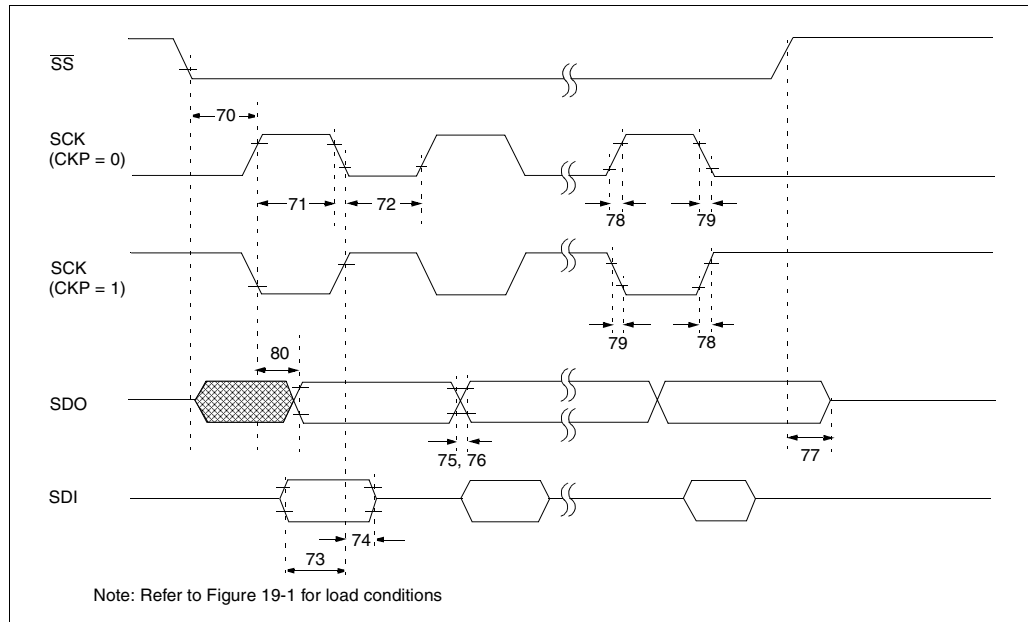 SS
70
SCK
(CKP = 0)
71
72
78
79
SCK
(CKP = 1)
79
78
80
SDO
75, 76
77
SDI
74
73
Note: Refer to Figure 19-1 for load conditions